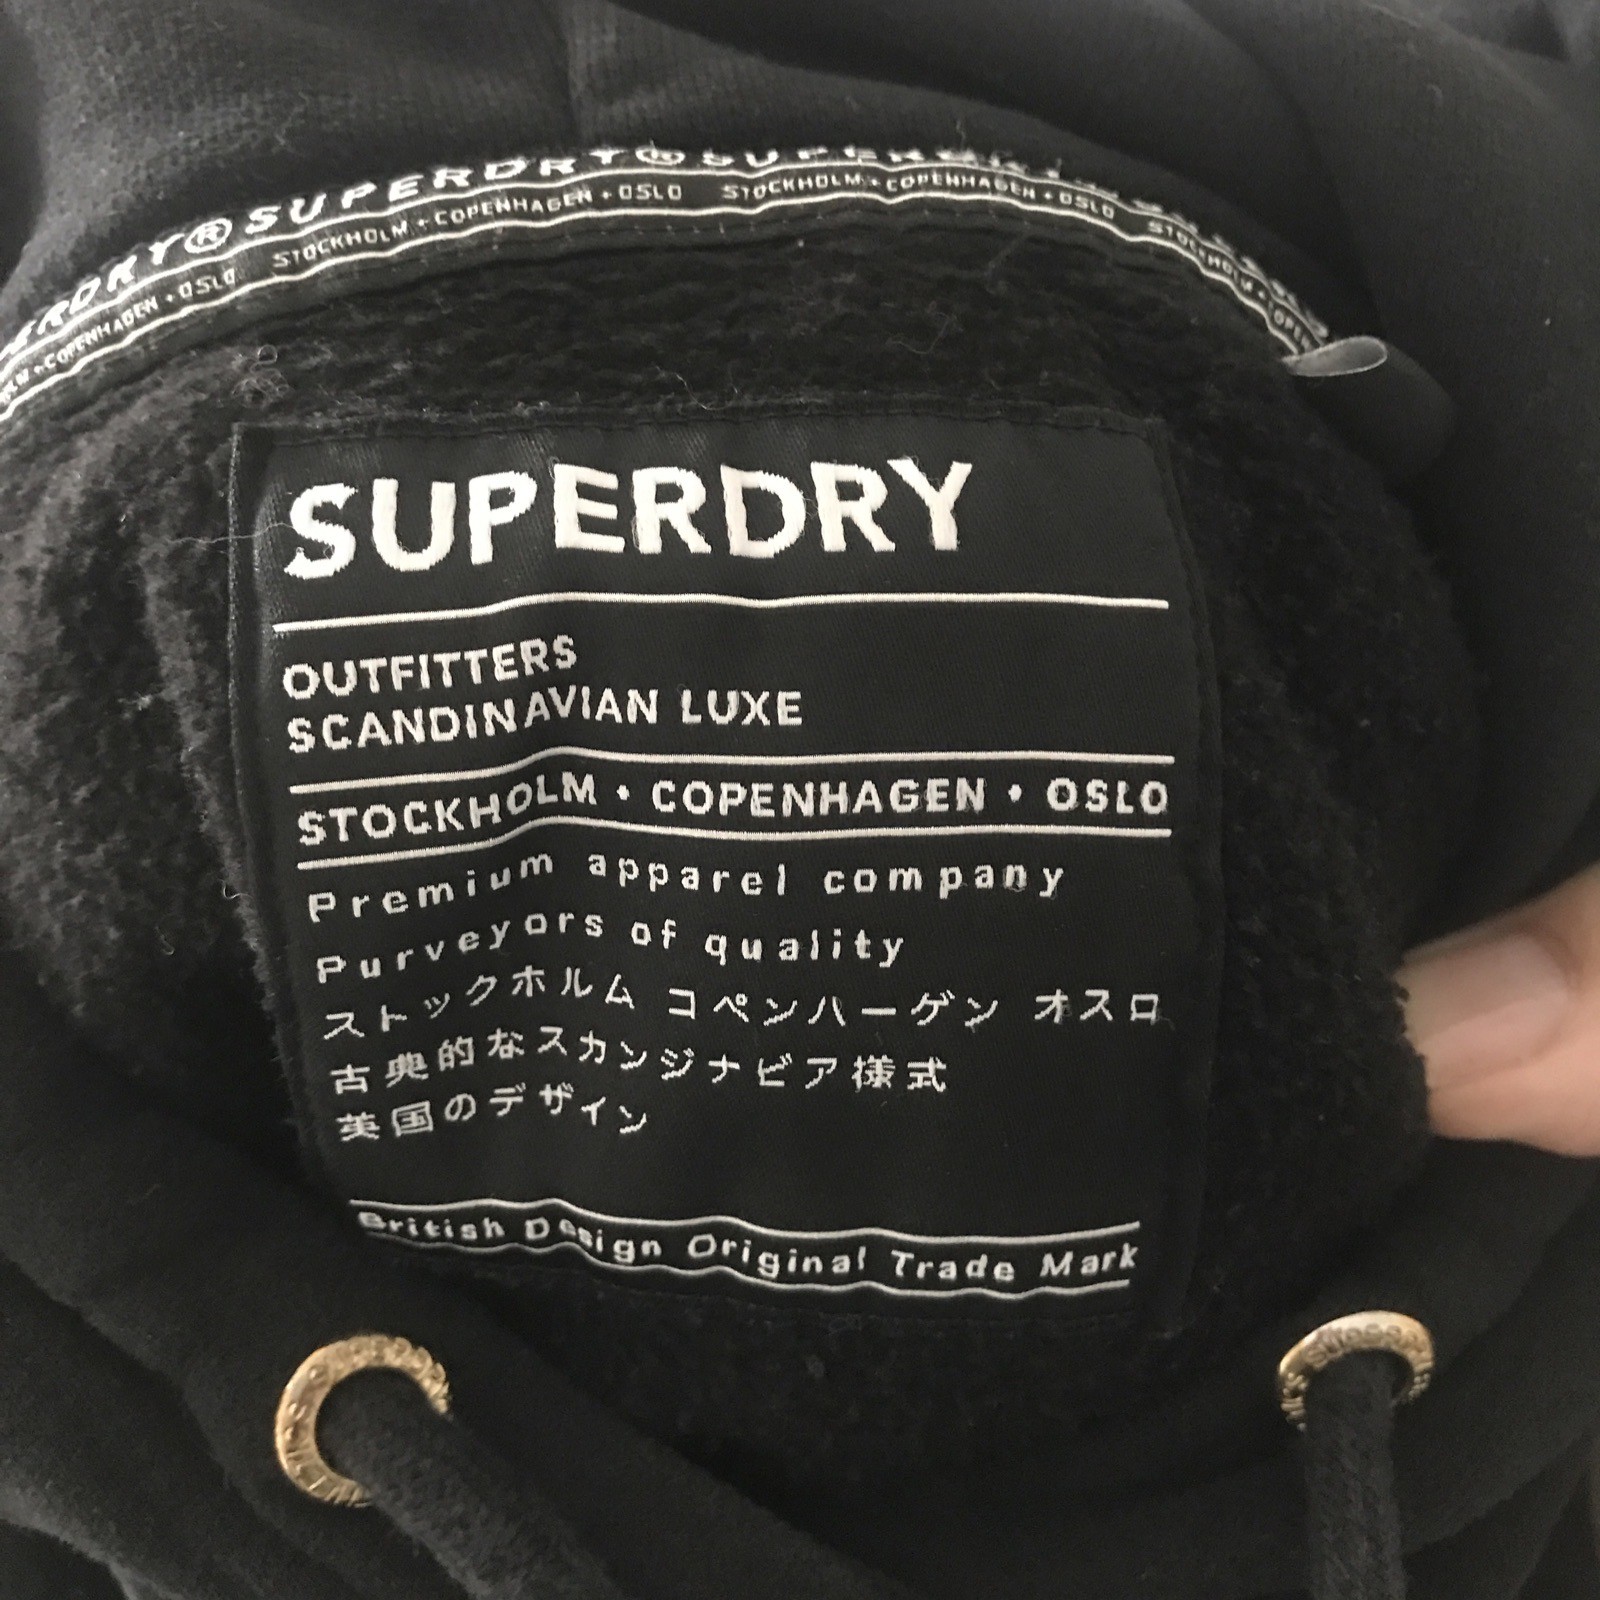 SUPERDRY® SUPERDRY
COPENHAGEN + OSLO STOCKHOLM + COPENHAGEN + OSLO STOCKHOLM + COPENHAGEN + OSLO STOCKHOLM
SUPERDRY
OUTFITTERS
SCANDINAVIAN LUXE
STOCKHOLM • COPENHAGEN • OSLO
Premium apparel company
Purveyors of quality
ストックホルム コペンハーゲン オスロ
古典的なスカンジナビア様式
英国のデザイン
British Design Original Trade Mark